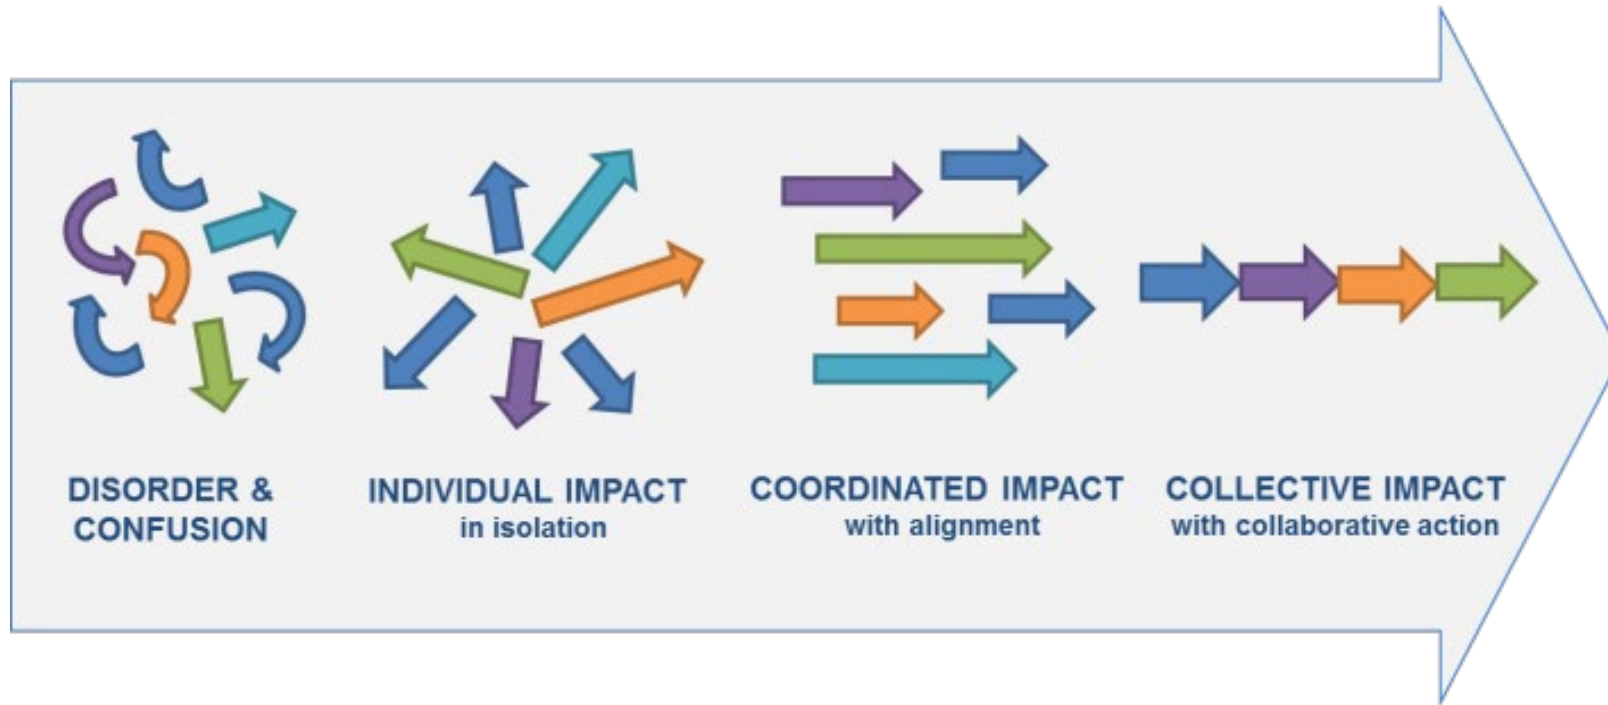 DISORDER &
CONFUSION
INDIVIDUAL IMPACT
in isolation
COORDINATED IMPACT
with alignment
COLLECTIVE IMPACT
with collaborative action